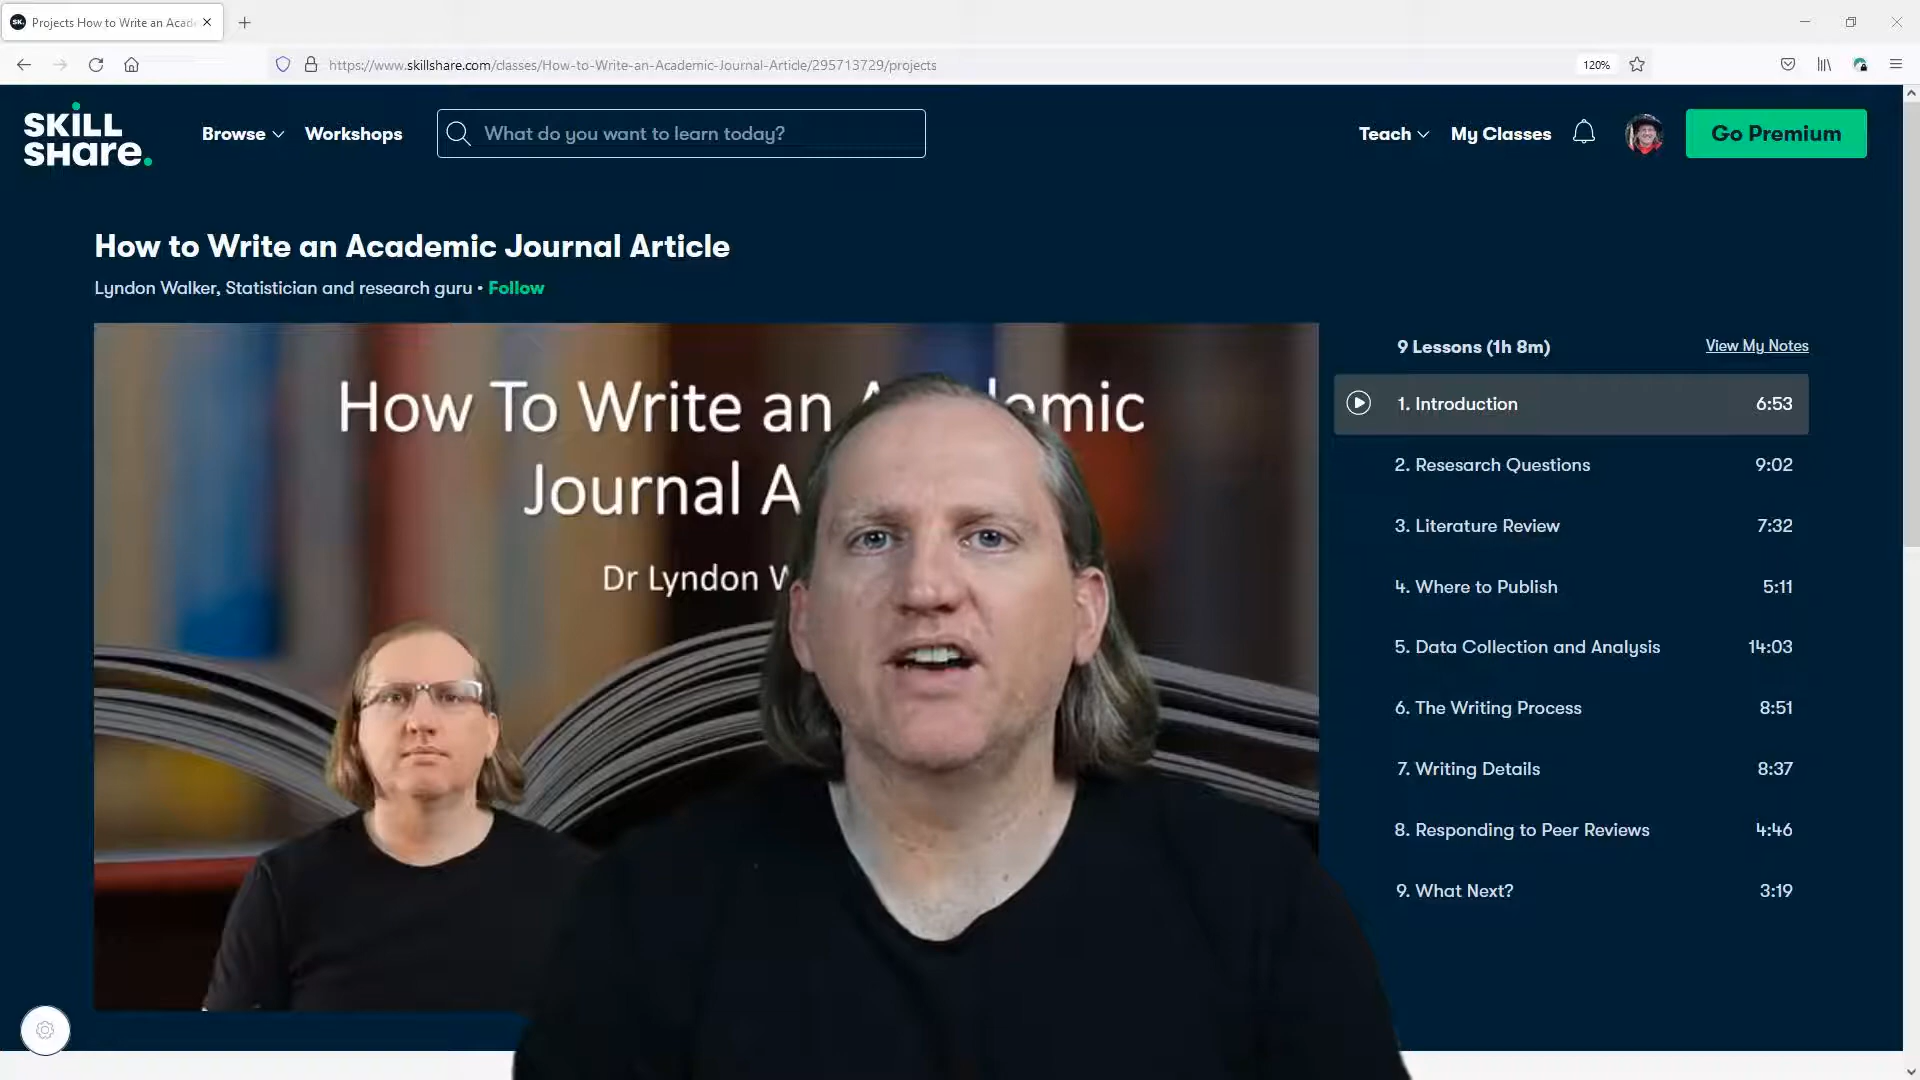 Projects How to Write an Acad
https://www.skillshare.com/classes/How-to-Write-an-Academic-Journal-Article/295713729/projects
120%
SKILL
SHARE.
Browse
Workshops
What do you want to learn today?
Teach
My Classes
Go Premium
How to Write an Academic Journal Article
Lyndon Walker, Statistician and research guru • Follow
How To Write an A emic
Journal A
Dr Lyndon W
9 Lessons (1h 8m)
View My Notes
1. Introduction 6:53
2. Resesarch Questions 9:02
3. Literature Review 7:32
4. Where to Publish 5:11
5. Data Collection and Analysis 14:03
6. The Writing Process 8:51
7. Writing Details 8:37
8. Responding to Peer Reviews 4:46
9. What Next? 3:19